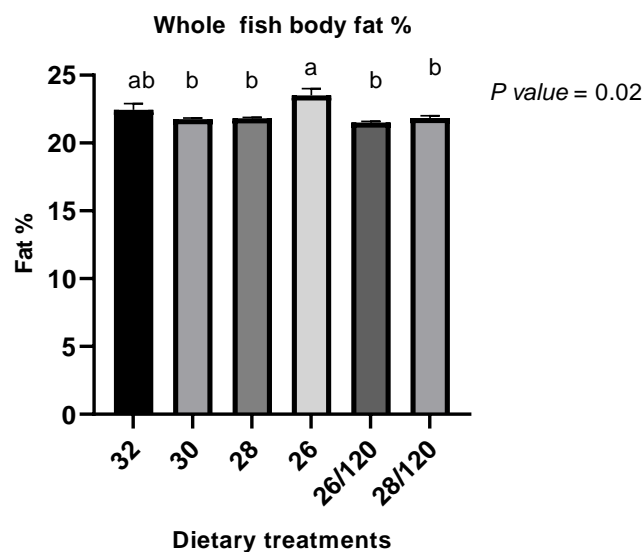 Whole fish body fat %
ab b b a b b
P value = 0.02
25
20
15
10
5
0
Fat %
32 30 28 26 26/120 28/120
Dietary treatments